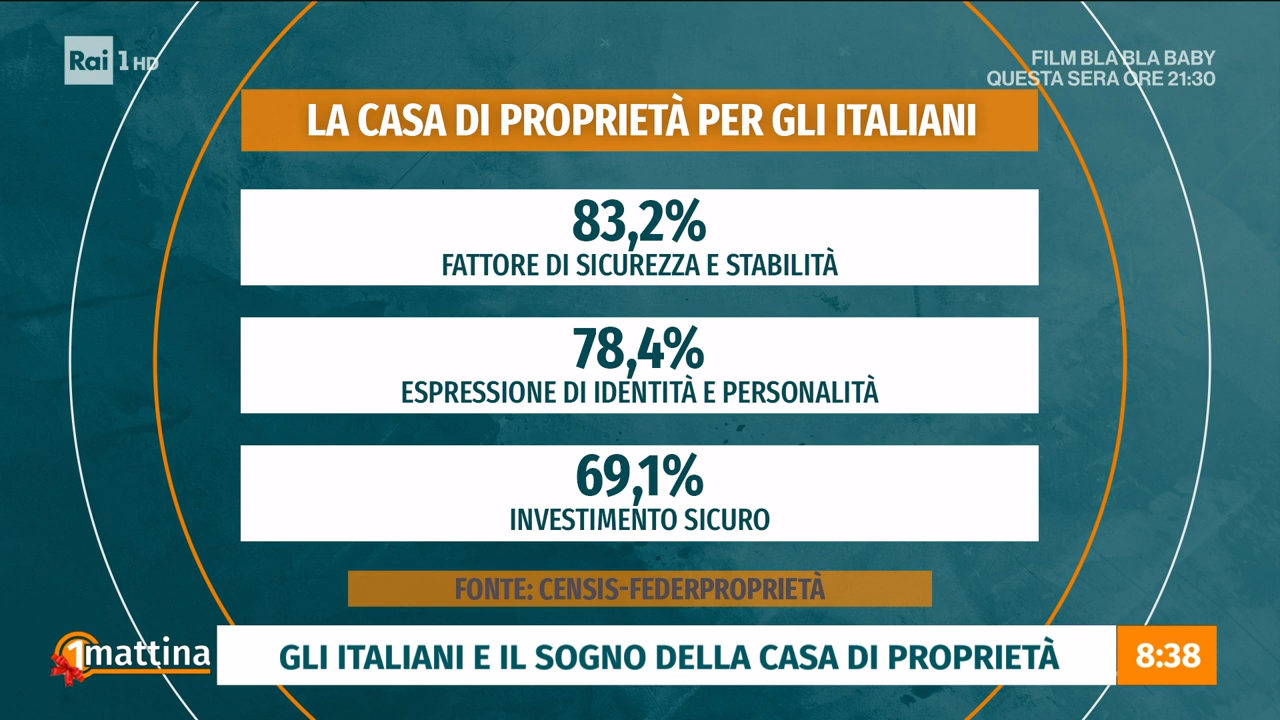 Rai 1 HD
FILM BLA BLA BABY
QUESTA SERA ORE 21:30
LA CASA DI PROPRIETÀ PER GLI ITALIANI
83,2%
FATTORE DI SICUREZZA E STABILITÀ
78,4%
ESPRESSIONE DI IDENTITÀ E PERSONALITÀ
69,1%
INVESTIMENTO SICURO
FONTE: CENSIS-FEDERPROPRIETÀ
1mattina
GLI ITALIANI E IL SOGNO DELLA CASA DI PROPRIETÀ
8:38